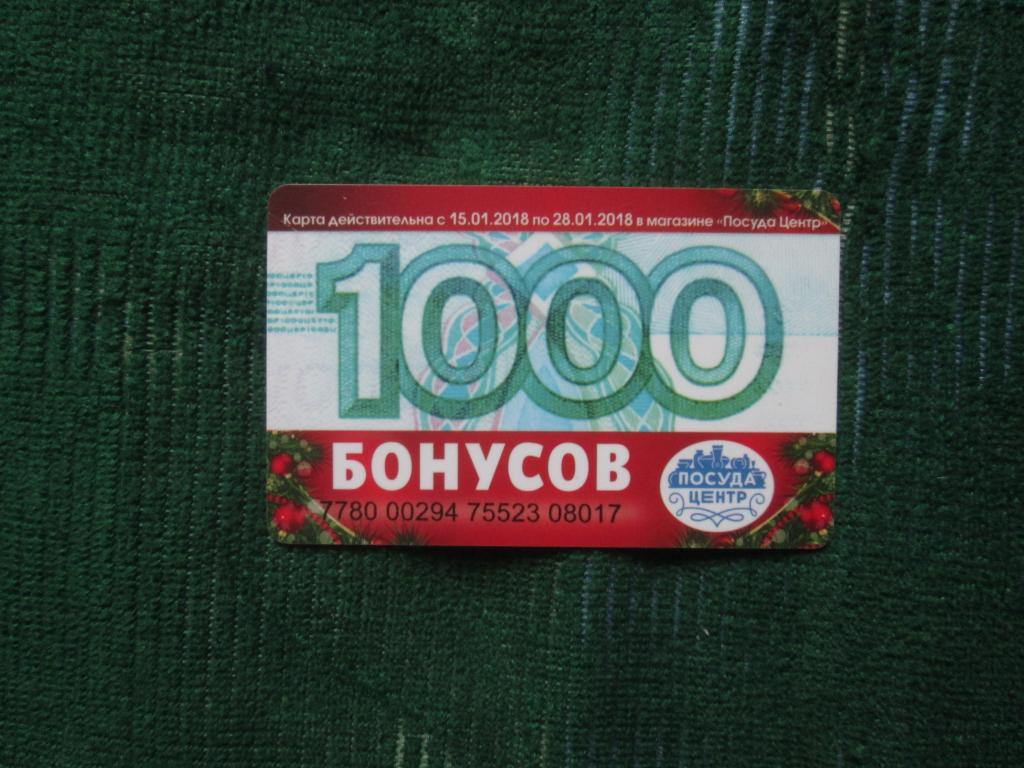 Карта действительна с 15.01.2018 по 28.01.2018 в магазине «Посуда Центр»
1000
БОНУСОВ
7780 00294 75523 08017
ПОСУДА
ЦЕНТР